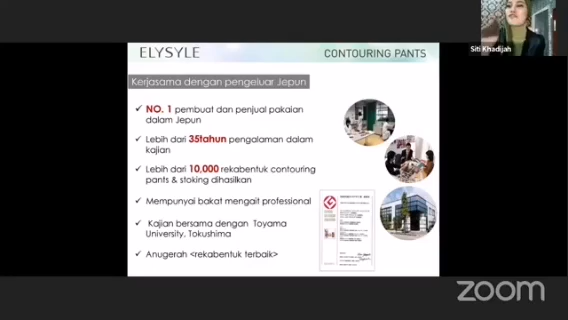 Siti Khadijah
ELYSYLE
CONTOURING PANTS
Kerjasama dengan pengeluar Jepun
✓ NO. 1 pembuat dan penjual pakaian
dalam Jepun
✓ Lebih dari 35tahun pengalaman dalam
kajian
✓ Lebih dari 10,000 rekabentuk contouring
pants & stoking dihasilkan
✓ Mempunyai bakat mengait professional
✓ Kajian bersama dengan Toyama
University, Tokushima
✓ Anugerah <rekabentuk terbaik>
zoom